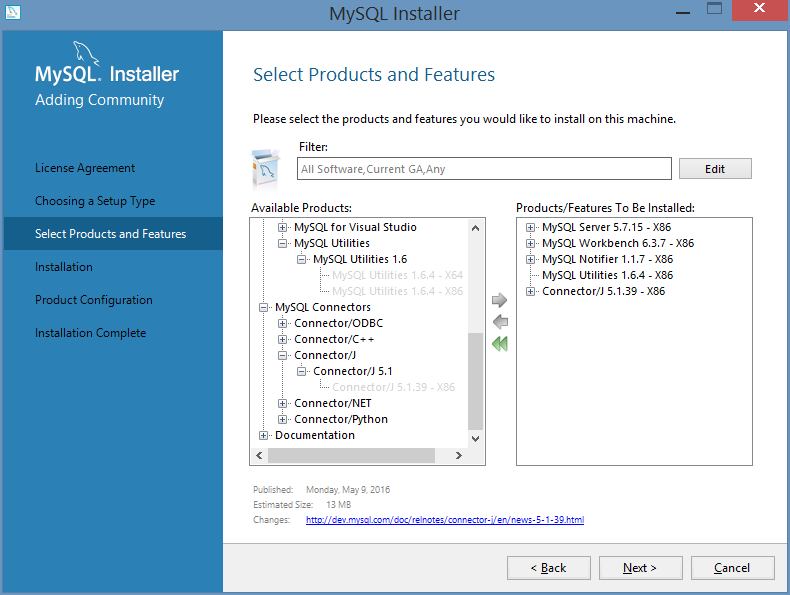 MySQL Installer
MySQL. Installer
Adding Community
License Agreement
Choosing a Setup Type
Select Products and Features
Installation
Product Configuration
Installation Complete
Select Products and Features
Please select the products and features you would like to install on this machine.
Filter:
All Software,Current GA,Any
Edit
Available Products:
MySQL for Visual Studio
MySQL Utilities
MySQL Utilities 1.6
MySQL Utilities 1.6.4 - X64
MySQL Utilities 1.6.4 - X86
MySQL Connectors
Connector/ODBC
Connector/C++
Connector/J
Connector/J 5.1
Connector/J 5.1.39 - X86
Connector/NET
Connector/Python
Documentation
Products/Features To Be Installed:
MySQL Server 5.7.15 - X86
MySQL Workbench 6.3.7 - X86
MySQL Notifier 1.1.7 - X86
MySQL Utilities 1.6.4 - X86
Connector/J 5.1.39 - X86
Published: Monday, May 9, 2016
Estimated Size: 13 MB
Changes: http://dev.mysql.com/doc/relnotes/connector-j/en/news-5-1-39.html
< Back
Next >
Cancel